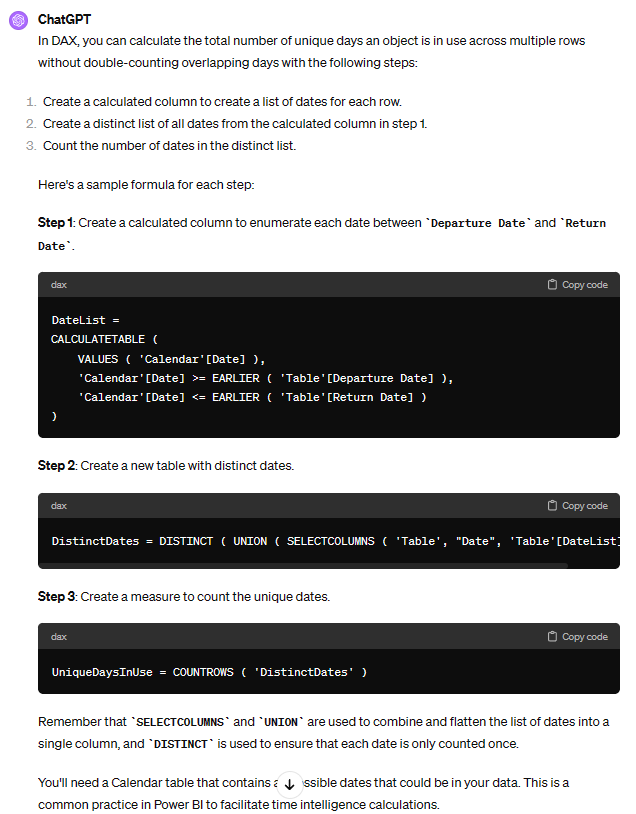 ChatGPT
In DAX, you can calculate the total number of unique days an object is in use across multiple rows
without double-counting overlapping days with the following steps:
1. Create a calculated column to create a list of dates for each row.
2. Create a distinct list of all dates from the calculated column in step 1.
3. Count the number of dates in the distinct list.
Here's a sample formula for each step:
Step 1: Create a calculated column to enumerate each date between `Departure Date` and `Return
Date`.
dax Copy code
DateList =
CALCULATETABLE (
    VALUES ( 'Calendar'[Date] ),
    'Calendar'[Date] >= EARLIER ( 'Table'[Departure Date] ),
    'Calendar'[Date] <= EARLIER ( 'Table'[Return Date] )
)
Step 2: Create a new table with distinct dates.
dax Copy code
DistinctDates = DISTINCT ( UNION ( SELECTCOLUMNS ( 'Table', "Date", 'Table'[DateList]
Step 3: Create a measure to count the unique dates.
dax Copy code
UniqueDaysInUse = COUNTROWS ( 'DistinctDates' )
Remember that `SELECTCOLUMNS` and `UNION` are used to combine and flatten the list of dates into a
single column, and `DISTINCT` is used to ensure that each date is only counted once.
You'll need a Calendar table that contains dates that could be in your data. This is a
common practice in Power BI to facilitate time intelligence calculations.